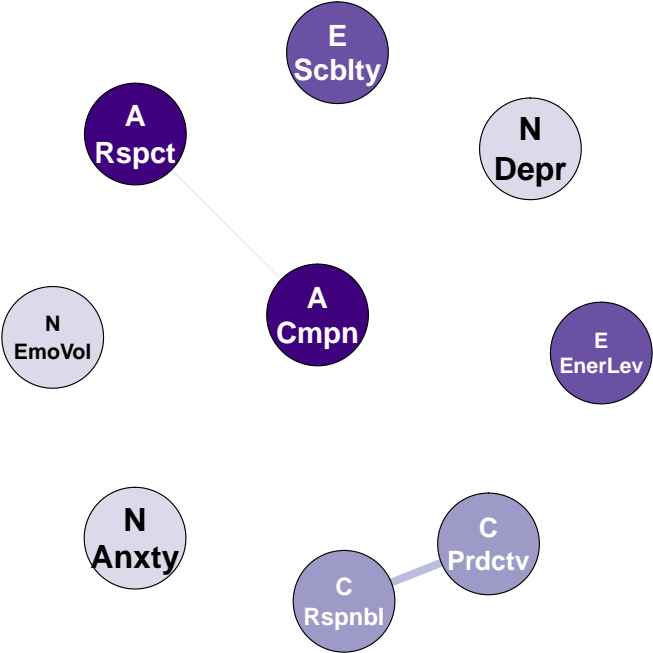 E
Scblty
A
Rspct
N
Depr
A
Cmpn
N
EmoVol
E
EnerLev
N
Anxty
C
Prdctv
C
Rspnbl